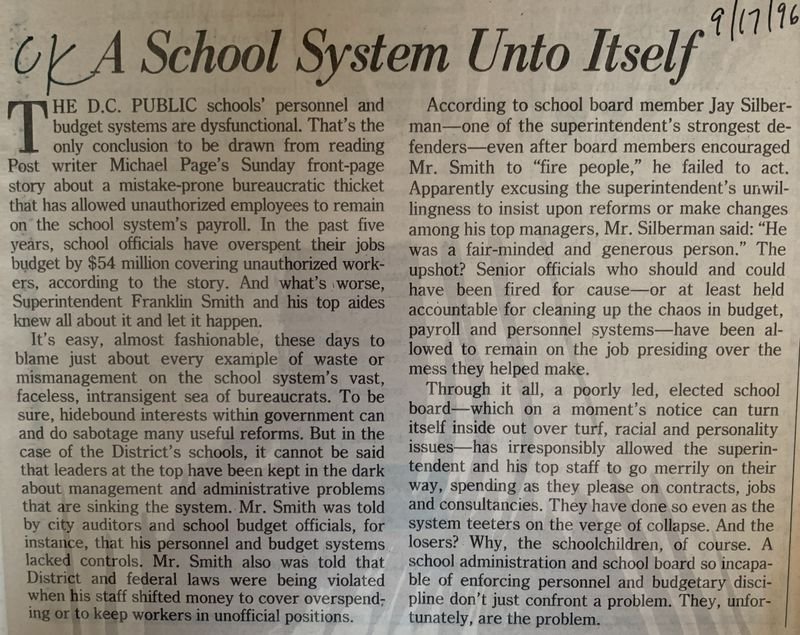 9/17/96
OK
A School System Unto Itself
THE D.C. PUBLIC schools' personnel and
budget systems are dysfunctional. That's the
only conclusion to be drawn from reading
Post writer Michael Page's Sunday front-page
story about a mistake-prone bureaucratic thicket
that has allowed unauthorized employees to remain
on the school system's payroll. In the past five
years, school officials have overspent their jobs
budget by $54 million covering unauthorized work-
ers, according to the story. And what's worse,
Superintendent Franklin Smith and his top aides
knew all about it and let it happen.
It's easy, almost fashionable, these days to
blame just about every example of waste or
mismanagement on the school system's vast,
faceless, intransigent sea of bureaucrats. To be
sure, hidebound interests within government can
and do sabotage many useful reforms. But in the
case of the District's schools, it cannot be said
that leaders at the top have been kept in the dark
about management and administrative problems
that are sinking the system. Mr. Smith was told
by city auditors and school budget officials, for
instance, that his personnel and budget systems
lacked controls. Mr. Smith also was told that
District and federal laws were being violated
when his staff shifted money to cover overspend-
ing or to keep workers in unofficial positions.
According to school board member Jay Silber-
man—one of the superintendent's strongest de-
fenders—even after board members encouraged
Mr. Smith to "fire people," he failed to act.
Apparently excusing the superintendent's unwil-
lingness to insist upon reforms or make changes
among his top managers, Mr. Silberman said: "He
was a fair-minded and generous person." The
upshot? Senior officials who should and could
have been fired for cause—or at least held
accountable for cleaning up the chaos in budget,
payroll and personnel systems—have been al-
lowed to remain on the job presiding over the
mess they helped make.
Through it all, a poorly led, elected school
board—which on a moment's notice can turn
itself inside out over turf, racial and personality
issues—has irresponsibly allowed the superin-
tendent and his top staff to go merrily on their
way, spending as they please on contracts, jobs
and consultancies. They have done so even as the
system teeters on the verge of collapse. And the
losers? Why, the schoolchildren, of course. A
school administration and school board so incapa-
ble of enforcing personnel and budgetary disci-
pline don't just confront a problem. They, unfor-
tunately, are the problem.